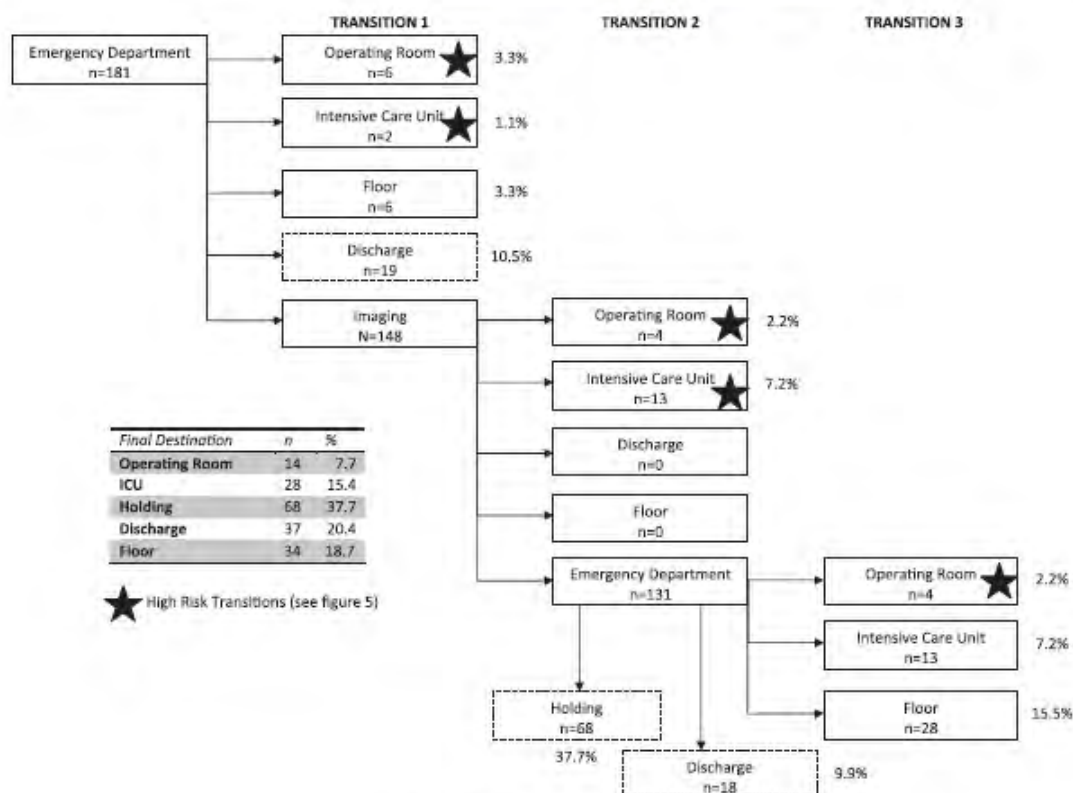 TRANSITION 1
TRANSITION 2
TRANSITION 3
Emergency Department
n=181
Operating Room
n=6
3.3%
Intensive Care Unit
n=2
1.1%
Floor
n=6
3.3%
Discharge
n=19
10.5%
Imaging
N=148
Operating Room
n=4
2.2%
Intensive Care Unit
n=13
7.2%
Discharge
n=0
Floor
n=0
Emergency Department
n=131
Operating Room
n=4
2.2%
Intensive Care Unit
n=13
7.2%
Floor
n=28
15.5%
Holding
n=68
37.7%
Discharge
n=18
9.9%
Final Destination n %
Operating Room 14 7.7
ICU 28 15.4
Holding 68 37.7
Discharge 37 20.4
Floor 34 18.7
High Risk Transitions (see figure 5)